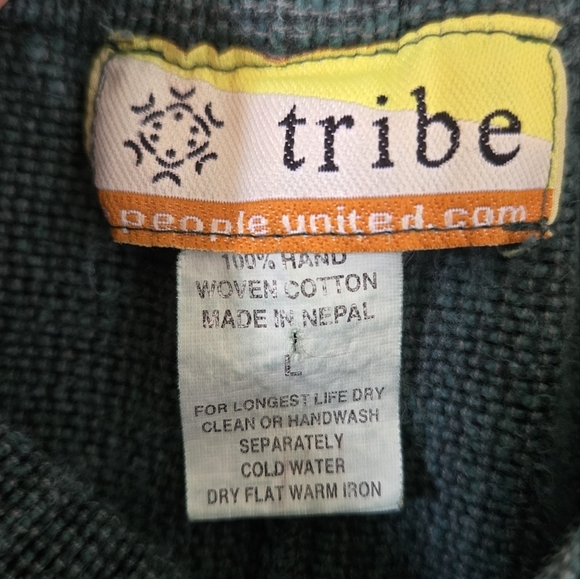 tribe
people united.com
100% HAND
WOVEN COTTON
MADE IN NEPAL
L
FOR LONGEST LIFE DRY
CLEAN OR HANDWASH
SEPARATELY
COLD WATER
DRY FLAT WARM IRON